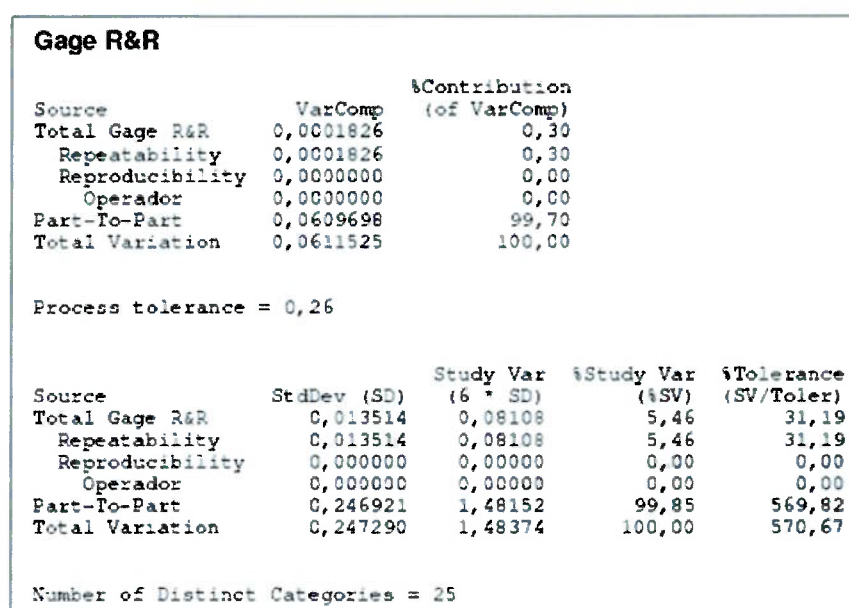 Gage R&R
%Contribution
Source VarComp (of VarComp)
Total Gage R&R 0,0001826 0,30
Repeatability 0,0001826 0,30
Reproducibility 0,0000000 0,00
Operador 0,0000000 0,00
Part-To-Part 0,0609698 99,70
Total Variation 0,0611525 100,00
Process tolerance = 0,26
Study Var %Study Var %Tolerance
Source StdDev (SD) (6 * SD) (%SV) (SV/Toler)
Total Gage R&R 0,013514 0,08108 5,46 31,19
Repeatability 0,013514 0,08108 5,46 31,19
Reproducibility 0,000000 0,00000 0,00 0,00
Operador 0,000000 0,00000 0,00 0,00
Part-To-Part 0,246921 1,48152 99,85 569,82
Total Variation 0,247290 1,48374 100,00 570,67
Number of Distinct Categories = 25